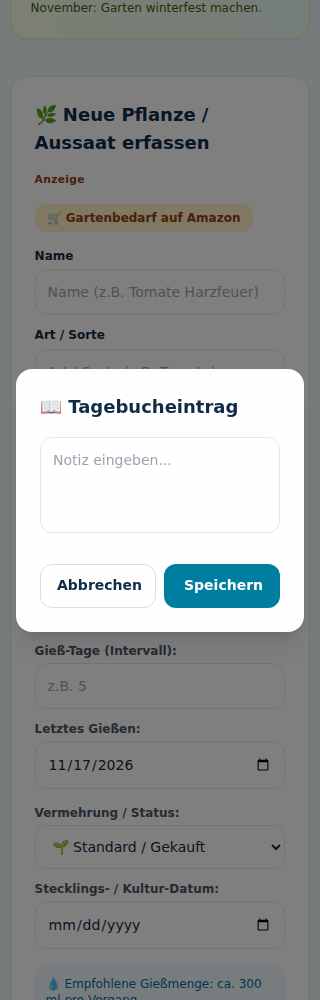 November: Garten winterfest machen.
🌿 Neue Pflanze /
Aussaat erfassen
Anzeige
🛒 Gartenbedarf auf Amazon
Name
Name (z.B. Tomate Harzfeuer)
Art / Sorte
📖 Tagebucheintrag
Notiz eingeben...
Abbrechen
Speichern
Gieß-Tage (Intervall):
z.B. 5
Letztes Gießen:
11/17/2026
Vermehrung / Status:
🌱 Standard / Gekauft
Stecklings- / Kultur-Datum:
mm/dd/yyyy
💧 Empfohlene Gießmenge: ca. 300
ml pro Vorgang